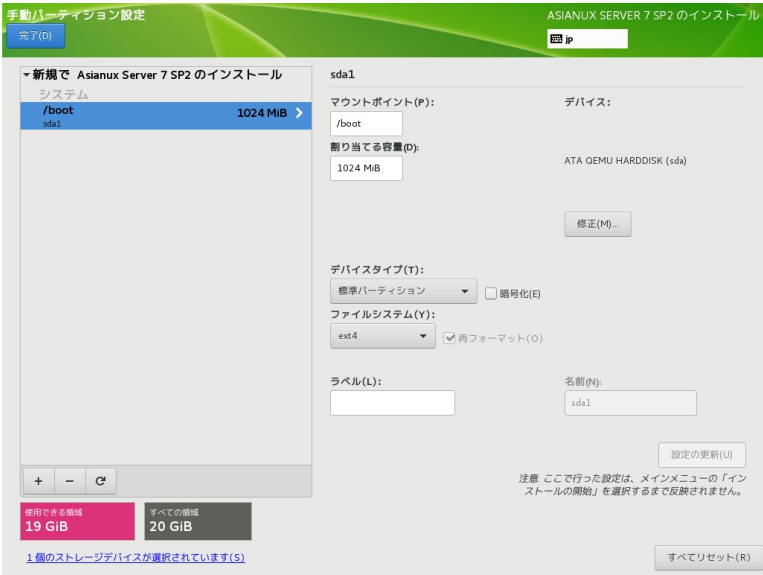 手動パーティション設定
ASIANUX SERVER 7 SP2 のインストール
完了(D)
jp
新規で Asianux Server 7 SP2 のインストール
システム
/boot
1024 MiB
sda1
sda1
マウントポイント(P):
デバイス:
/boot
割り当てる容量(D):
1024 MiB
ATA QEMU HARDDISK (sda)
修正(M)...
デバイスタイプ(T):
標準パーティション
暗号化(E)
ファイルシステム(Y):
ext4
再フォーマット(O)
ラベル(L):
名前(N):
sda1
設定の更新(U)
注意: ここで行った設定は、メインメニューの「イン
ストールの開始」を選択するまで反映されません。
使用できる領域
19 GiB
すべての領域
20 GiB
1 個のストレージデバイスが選択されています(S)
すべてリセット(R)